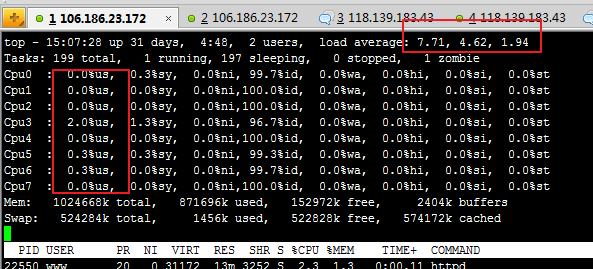 1 106.186.23.172 × 2 106.186.23.172 3 118.139.183.43 4 118.139.183.43
top - 15:07:28 up 31 days, 4:48, 2 users, load average: 7.71, 4.62, 1.94
Tasks: 199 total, 1 running, 197 sleeping, 0 stopped, 1 zombie
Cpu0 : 0.0%us, 0.3%sy, 0.0%ni, 99.7%id, 0.0%wa, 0.0%hi, 0.0%si, 0.0%st
Cpu1 : 0.0%us, 0.0%sy, 0.0%ni,100.0%id, 0.0%wa, 0.0%hi, 0.0%si, 0.0%st
Cpu2 : 0.0%us, 0.0%sy, 0.0%ni,100.0%id, 0.0%wa, 0.0%hi, 0.0%si, 0.0%st
Cpu3 : 2.0%us, 1.3%sy, 0.0%ni, 96.7%id, 0.0%wa, 0.0%hi, 0.0%si, 0.0%st
Cpu4 : 0.0%us, 0.0%sy, 0.0%ni,100.0%id, 0.0%wa, 0.0%hi, 0.0%si, 0.0%st
Cpu5 : 0.3%us, 0.3%sy, 0.0%ni, 99.3%id, 0.0%wa, 0.0%hi, 0.0%si, 0.0%st
Cpu6 : 0.3%us, 0.0%sy, 0.0%ni, 99.7%id, 0.0%wa, 0.0%hi, 0.0%si, 0.0%st
Cpu7 : 0.0%us, 0.0%sy, 0.0%ni,100.0%id, 0.0%wa, 0.0%hi, 0.0%si, 0.0%st
Mem: 1024668k total, 871696k used, 152972k free, 2404k buffers
Swap: 524284k total, 1456k used, 522828k free, 574172k cached
PID USER PR NI VIRT RES SHR S %CPU %MEM TIME+ COMMAND
22550 www 20 0 31172 13m 3252 S 2.3 1.3 0:00.11 httpd